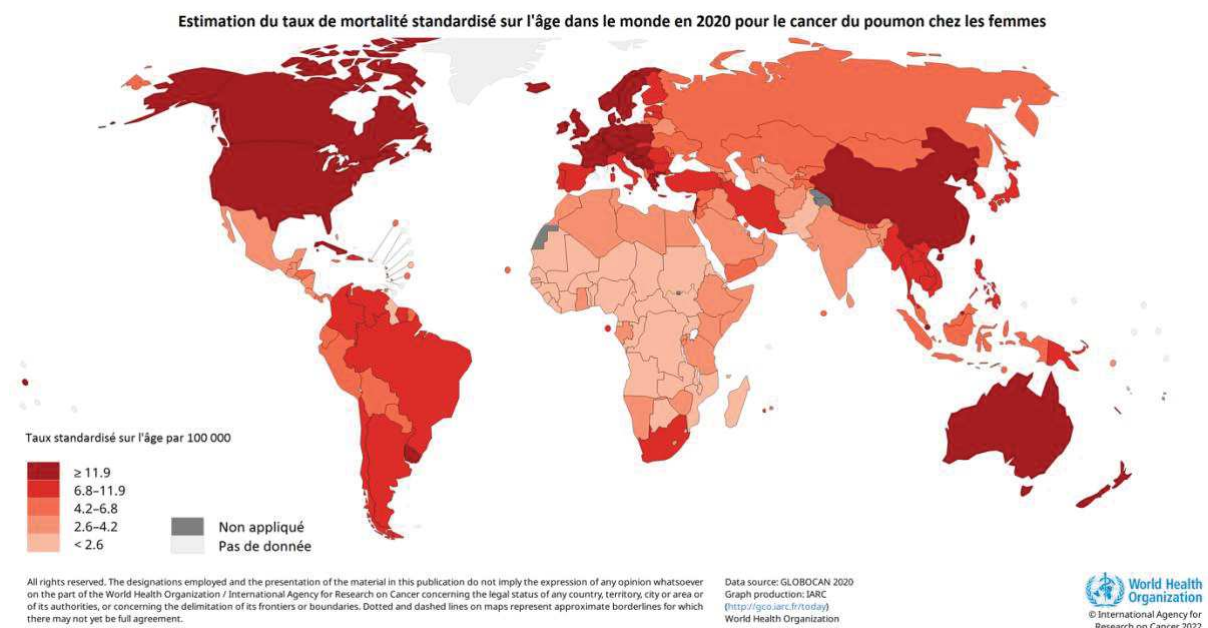 Estimation du taux de mortalité standardisé sur l'âge dans le monde en 2020 pour le cancer du poumon chez les femmes
Taux standardisé sur l'âge par 100 000
≥ 11.9
6.8–11.9
4.2–6.8
2.6–4.2
< 2.6
Non appliqué
Pas de donnée
All rights reserved. The designations employed and the presentation of the material in this publication do not imply the expression of any opinion whatsoever
on the part of the World Health Organization / International Agency for Research on Cancer concerning the legal status of any country, territory, city or area or
of its authorities, or concerning the delimitation of its frontiers or boundaries. Dotted and dashed lines on maps represent approximate borderlines for which
there may not yet be full agreement.
Data source: GLOBOCAN 2020
Graph production: IARC
(http://gco.iarc.fr/today)
World Health Organization
World Health
Organization
© International Agency for
Research on Cancer 2022